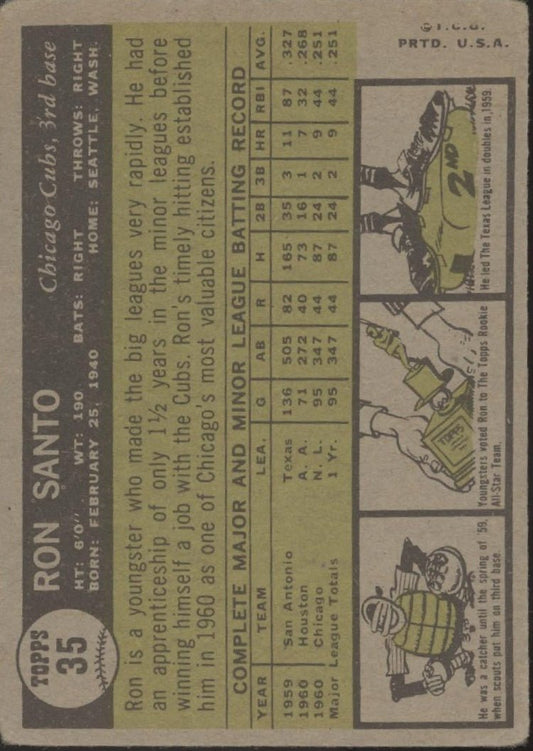 TOPPS
35
RON SANTO
Chicago Cubs, 3rd base
HT: 6'0" WT: 190 BATS: RIGHT THROWS: RIGHT
BORN: FEBRUARY 25, 1940 HOME: SEATTLE, WASH.
Ron is a youngster who made the big leagues very rapidly. He had
an apprenticeship of only 1½ years in the minor leagues before
winning himself a job with the Cubs. Ron's timely hitting established
him in 1960 as one of Chicago's most valuable citizens.
COMPLETE MAJOR AND MINOR LEAGUE BATTING RECORD
YEAR TEAM LEA. G AB R H 2B 3B HR RBI AVG.
1959 San Antonio Texas 136 505 82 165 35 3 11 87 .327
1960 Houston A. A. 71 272 40 73 16 1 7 32 .268
1960 Chicago N. L. 95 347 44 87 24 2 9 44 .251
Major League Totals 1 Yr. 95 347 44 87 24 2 9 44 .251
He was a catcher until the spring of '59,
when scouts put him on third base.
TOPPS
Youngsters voted Ron to The Topps Rookie
All-Star Team.
2ND
He led The Texas League in doubles in 1959.
© T.C.G.
PRTD. U.S.A.